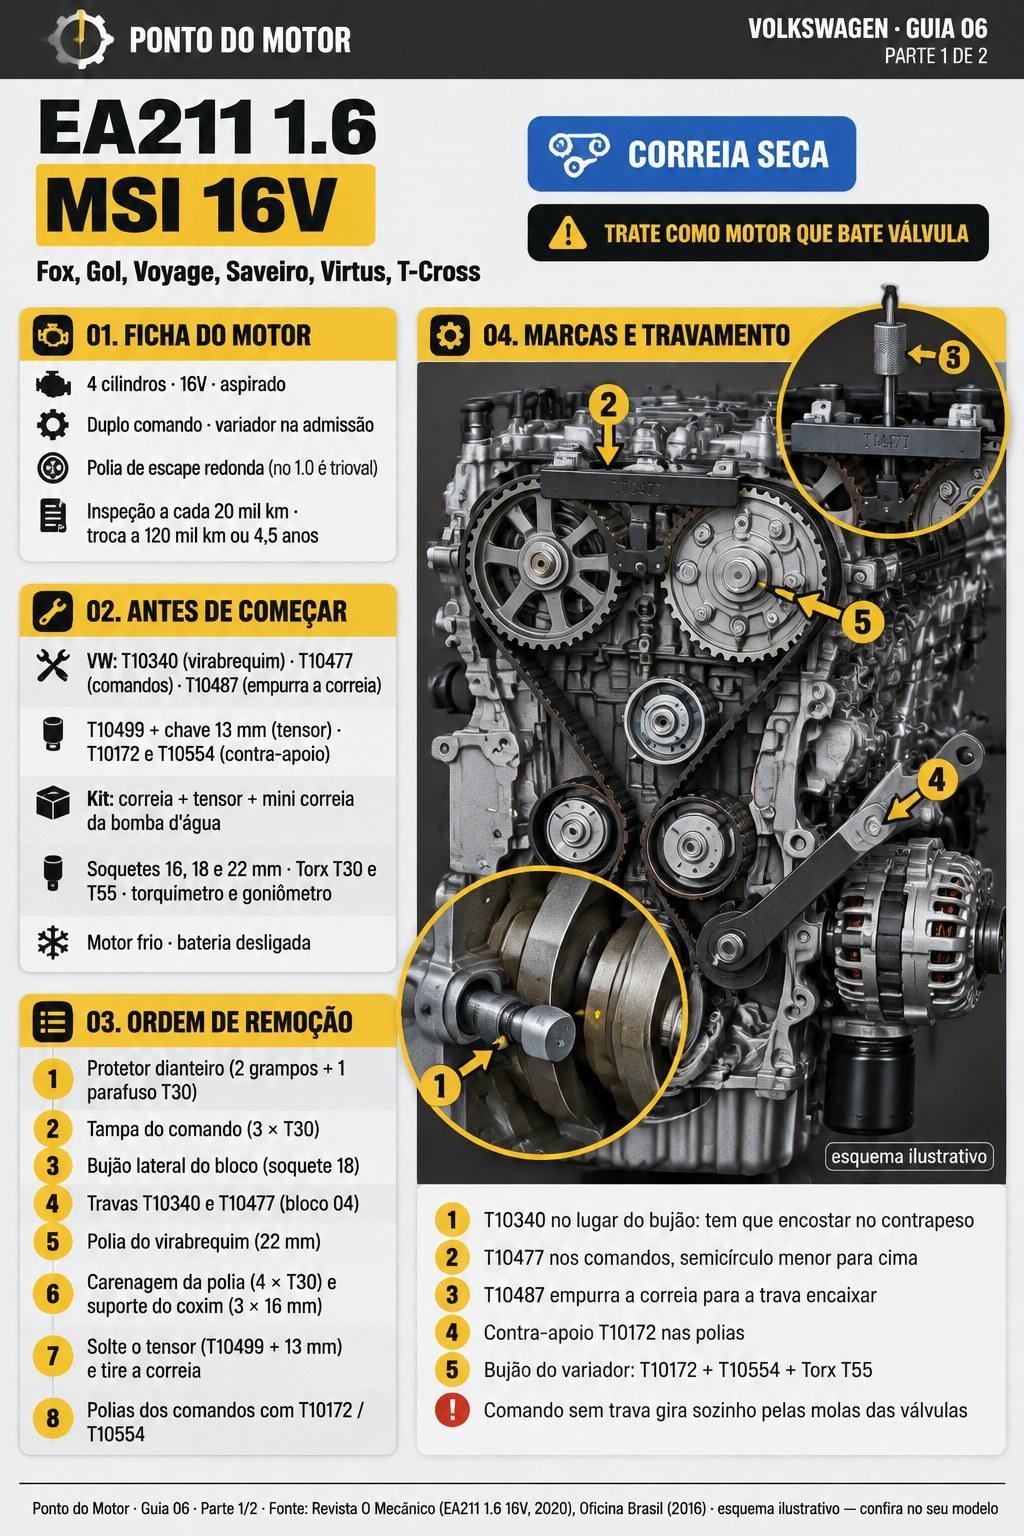 PONTO DO MOTOR
VOLKSWAGEN · GUIA 06
PARTE 1 DE 2
EA211 1.6
MSI 16V
Fox, Gol, Voyage, Saveiro, Virtus, T-Cross
CORREIA SECA
TRATE COMO MOTOR QUE BATE VÁLVULA
01. FICHA DO MOTOR
4 cilindros · 16V · aspirado
Duplo comando · variador na admissão
Polia de escape redonda (no 1.0 é trioval)
Inspeção a cada 20 mil km ·
troca a 120 mil km ou 4,5 anos
02. ANTES DE COMEÇAR
VW: T10340 (virabrequim) · T10477
(comandos) · T10487 (empurra a correia)
T10499 + chave 13 mm (tensor) ·
T10172 e T10554 (contra-apoio)
Kit: correia + tensor + mini correia
da bomba d'água
Soquetes 16, 18 e 22 mm · Torx T30 e
T55 · torquímetro e goniômetro
Motor frio · bateria desligada
03. ORDEM DE REMOÇÃO
1 Protetor dianteiro (2 grampos + 1
parafuso T30)
2 Tampa do comando (3 × T30)
3 Bujão lateral do bloco (soquete 18)
4 Travas T10340 e T10477 (bloco 04)
5 Polia do virabrequim (22 mm)
6 Carenagem da polia (4 × T30) e
suporte do coxim (3 × 16 mm)
7 Solte o tensor (T10499 + 13 mm)
e tire a correia
8 Polias dos comandos com T10172 /
T10554
04. MARCAS E TRAVAMENTO
3
2
T10477
5
4
1
esquema ilustrativo
1 T10340 no lugar do bujão: tem que encostar no contrapeso
2 T10477 nos comandos, semicírculo menor para cima
3 T10487 empurra a correia para a trava encaixar
4 Contra-apoio T10172 nas polias
5 Bujão do variador: T10172 + T10554 + Torx T55
! Comando sem trava gira sozinho pelas molas das válvulas
Ponto do Motor · Guia 06 · Parte 1/2 · Fonte: Revista O Mecânico (EA211 1.6 16V, 2020), Oficina Brasil (2016) · esquema ilustrativo — confira no seu modelo